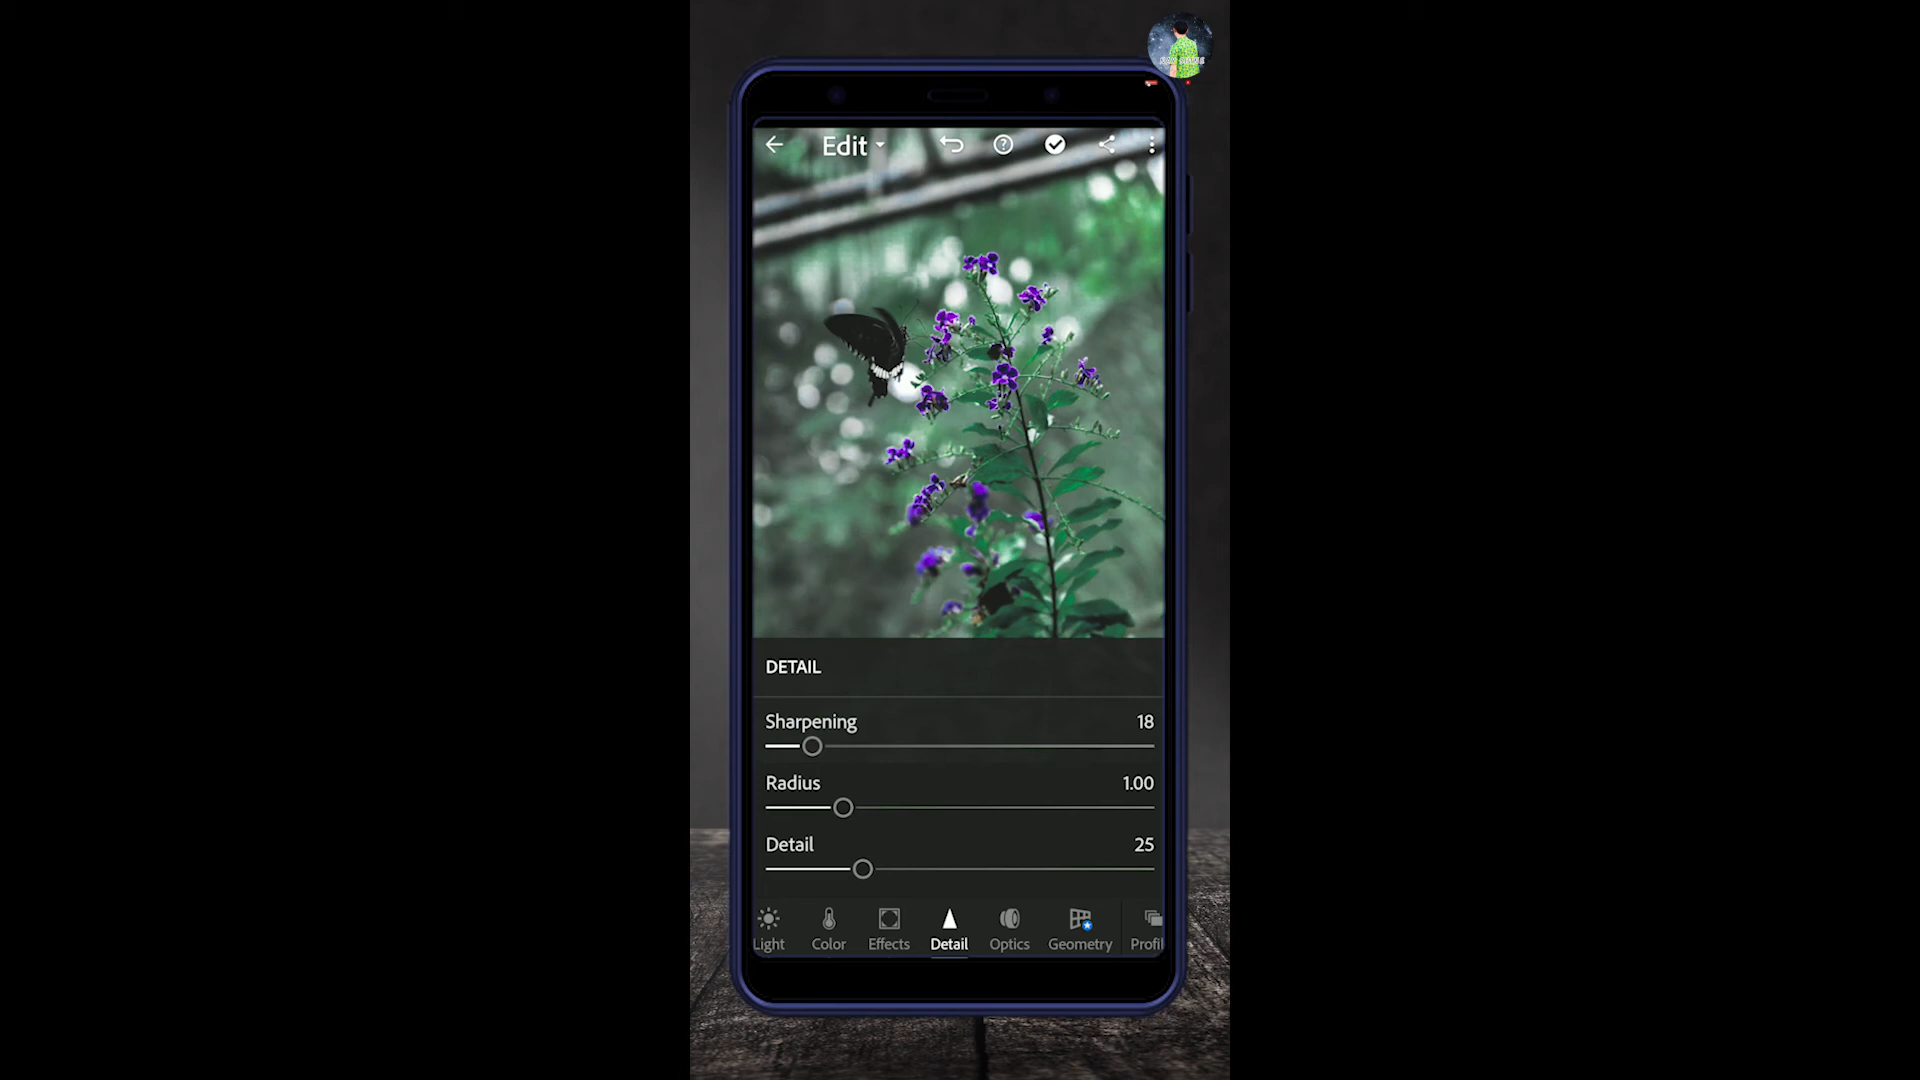 Edit
DETAIL
Sharpening 18
Radius 1.00
Detail 25
Light Color Effects Detail Optics Geometry Profil